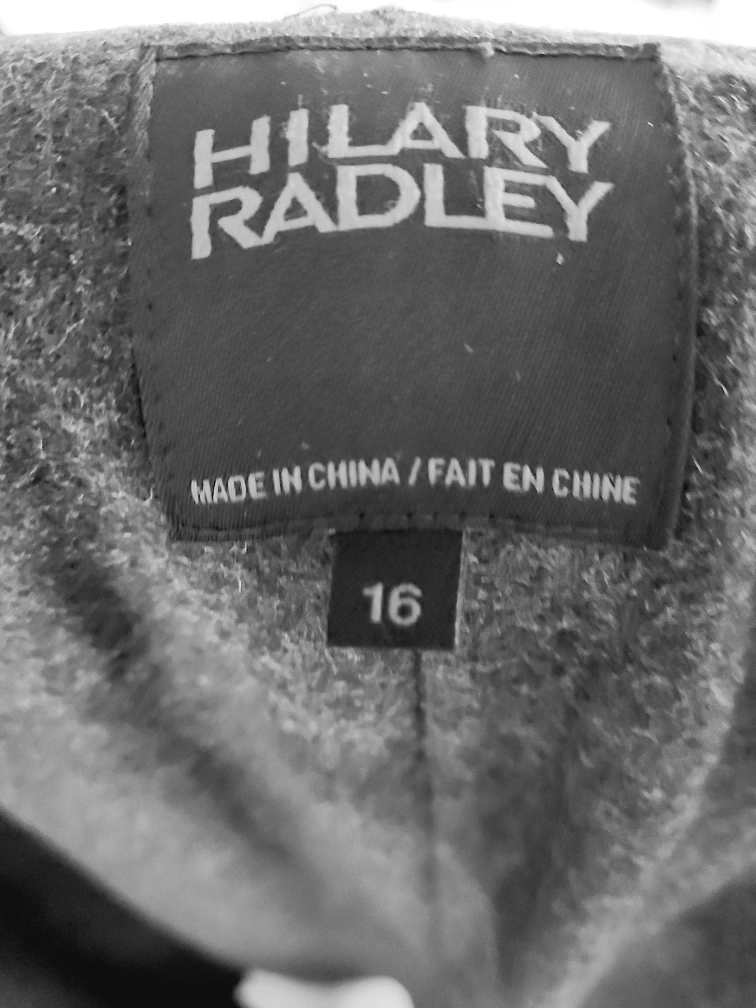 HILARY
RADLEY
MADE IN CHINA / FAIT EN CHINE
16